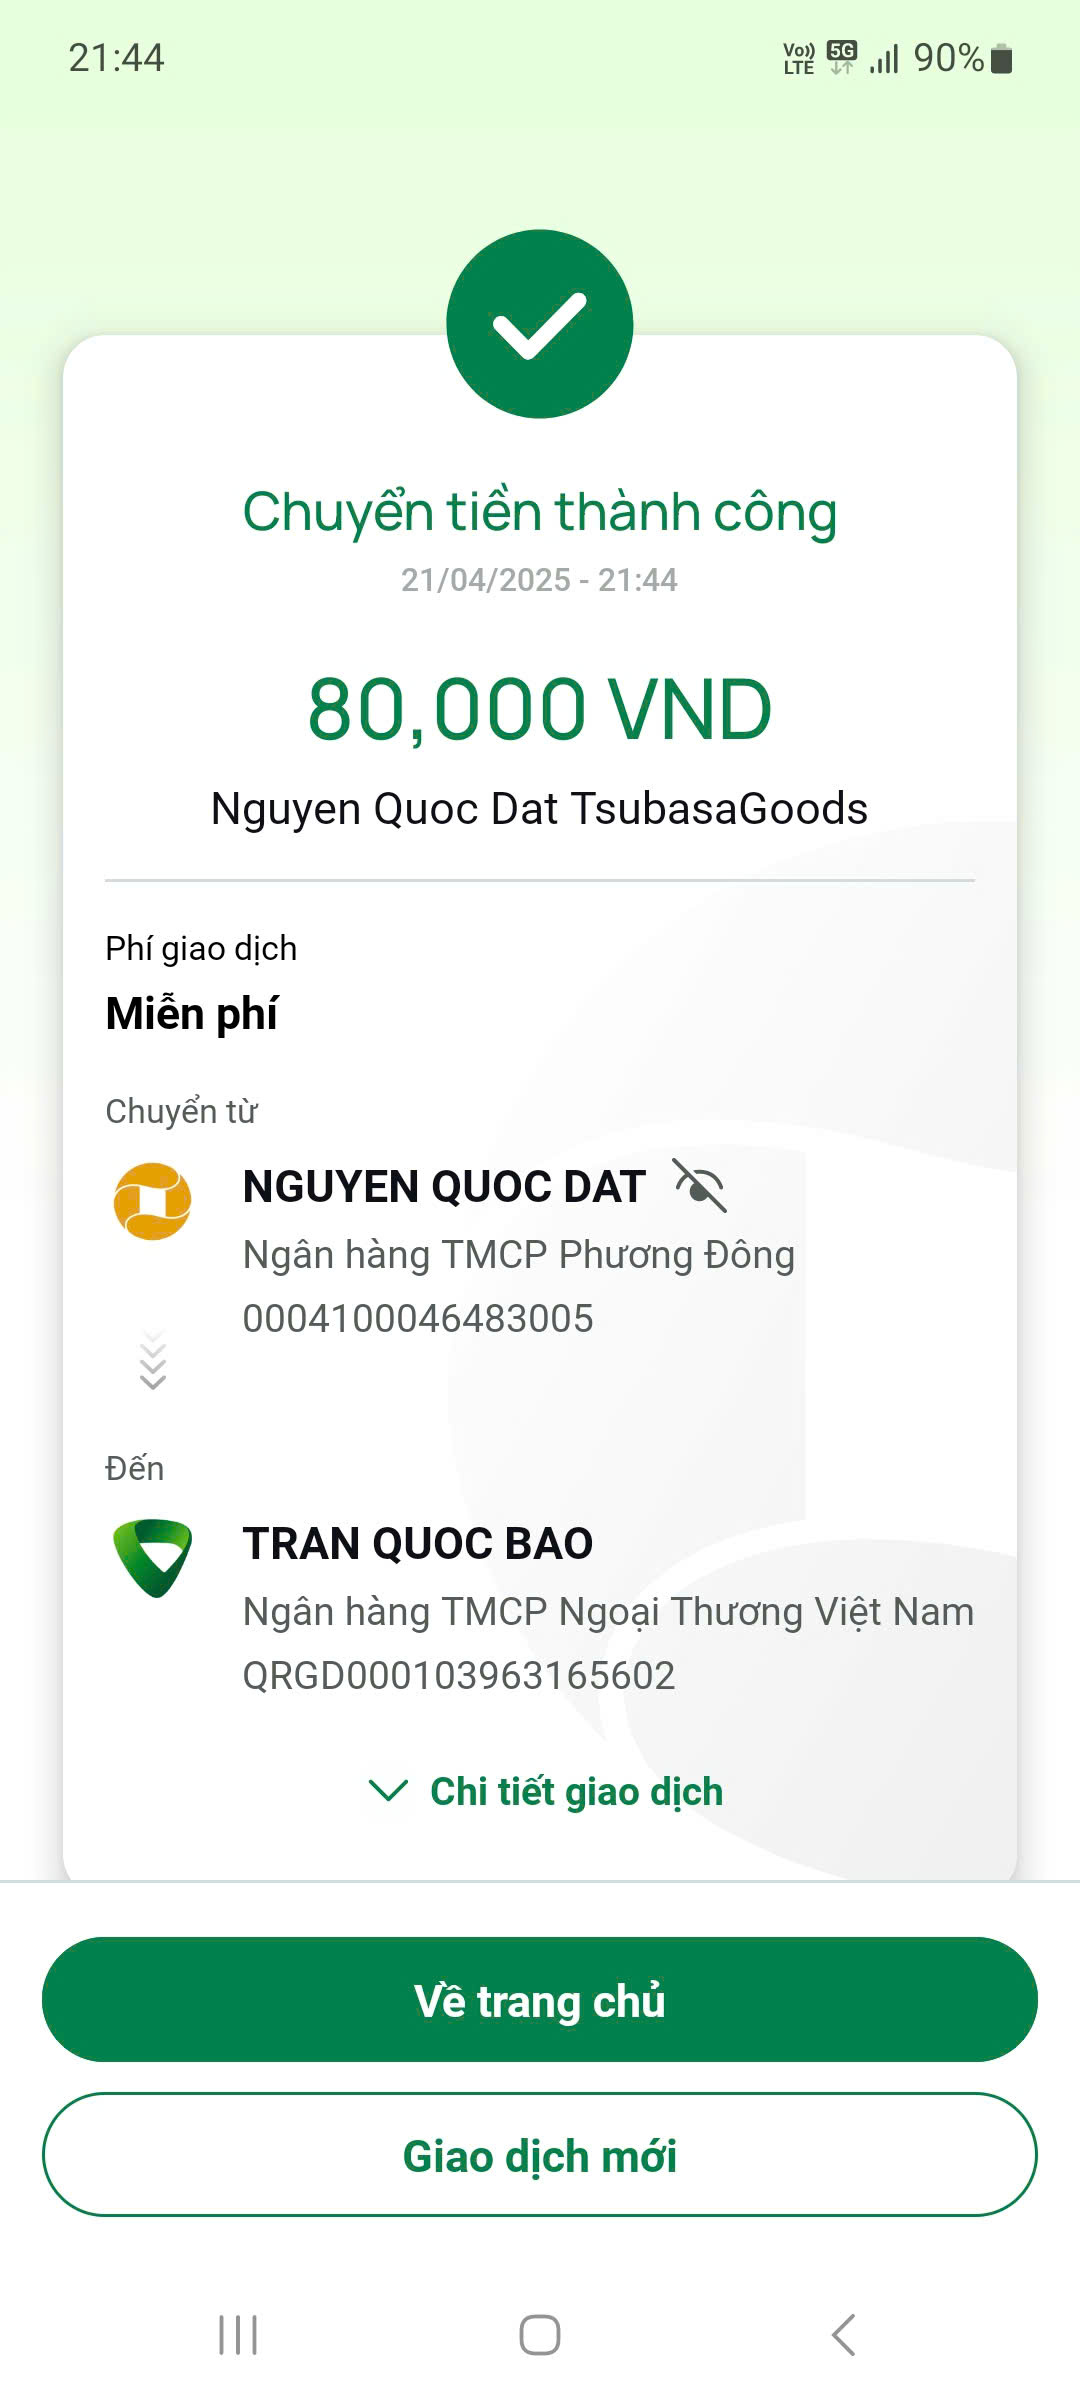 21:44
Vo)) LTE 5G 90%
Chuyển tiền thành công
21/04/2025 - 21:44
80,000 VND
Nguyen Quoc Dat TsubasaGoods
Phí giao dịch
Miễn phí
Chuyển từ
NGUYEN QUOC DAT
Ngân hàng TMCP Phương Đông
0004100046483005
Đến
TRAN QUOC BAO
Ngân hàng TMCP Ngoại Thương Việt Nam
QRGD000103963165602
Chi tiết giao dịch
Về trang chủ
Giao dịch mới